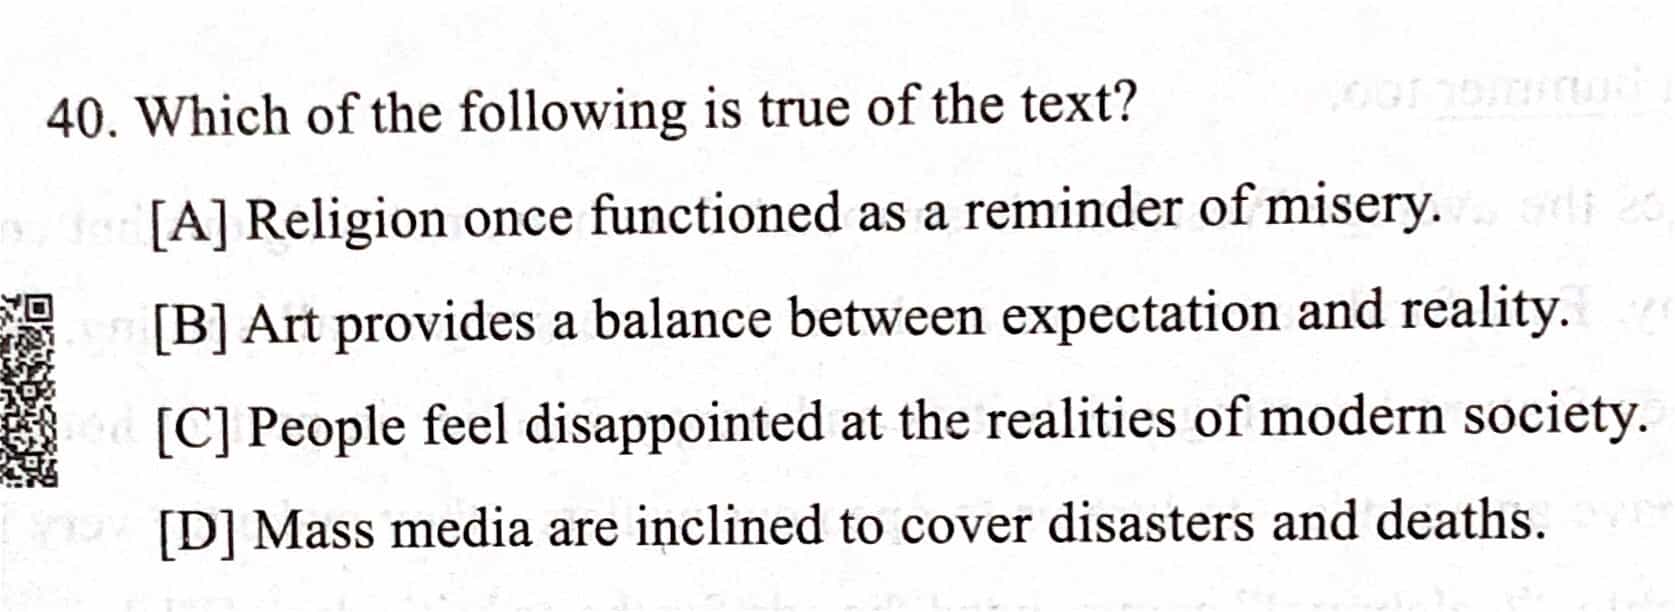 40. Which of the following is true of the text?
[A] Religion once functioned as a reminder of misery.
[B] Art provides a balance between expectation and reality.
[C] People feel disappointed at the realities of modern society.
[D] Mass media are inclined to cover disasters and deaths.